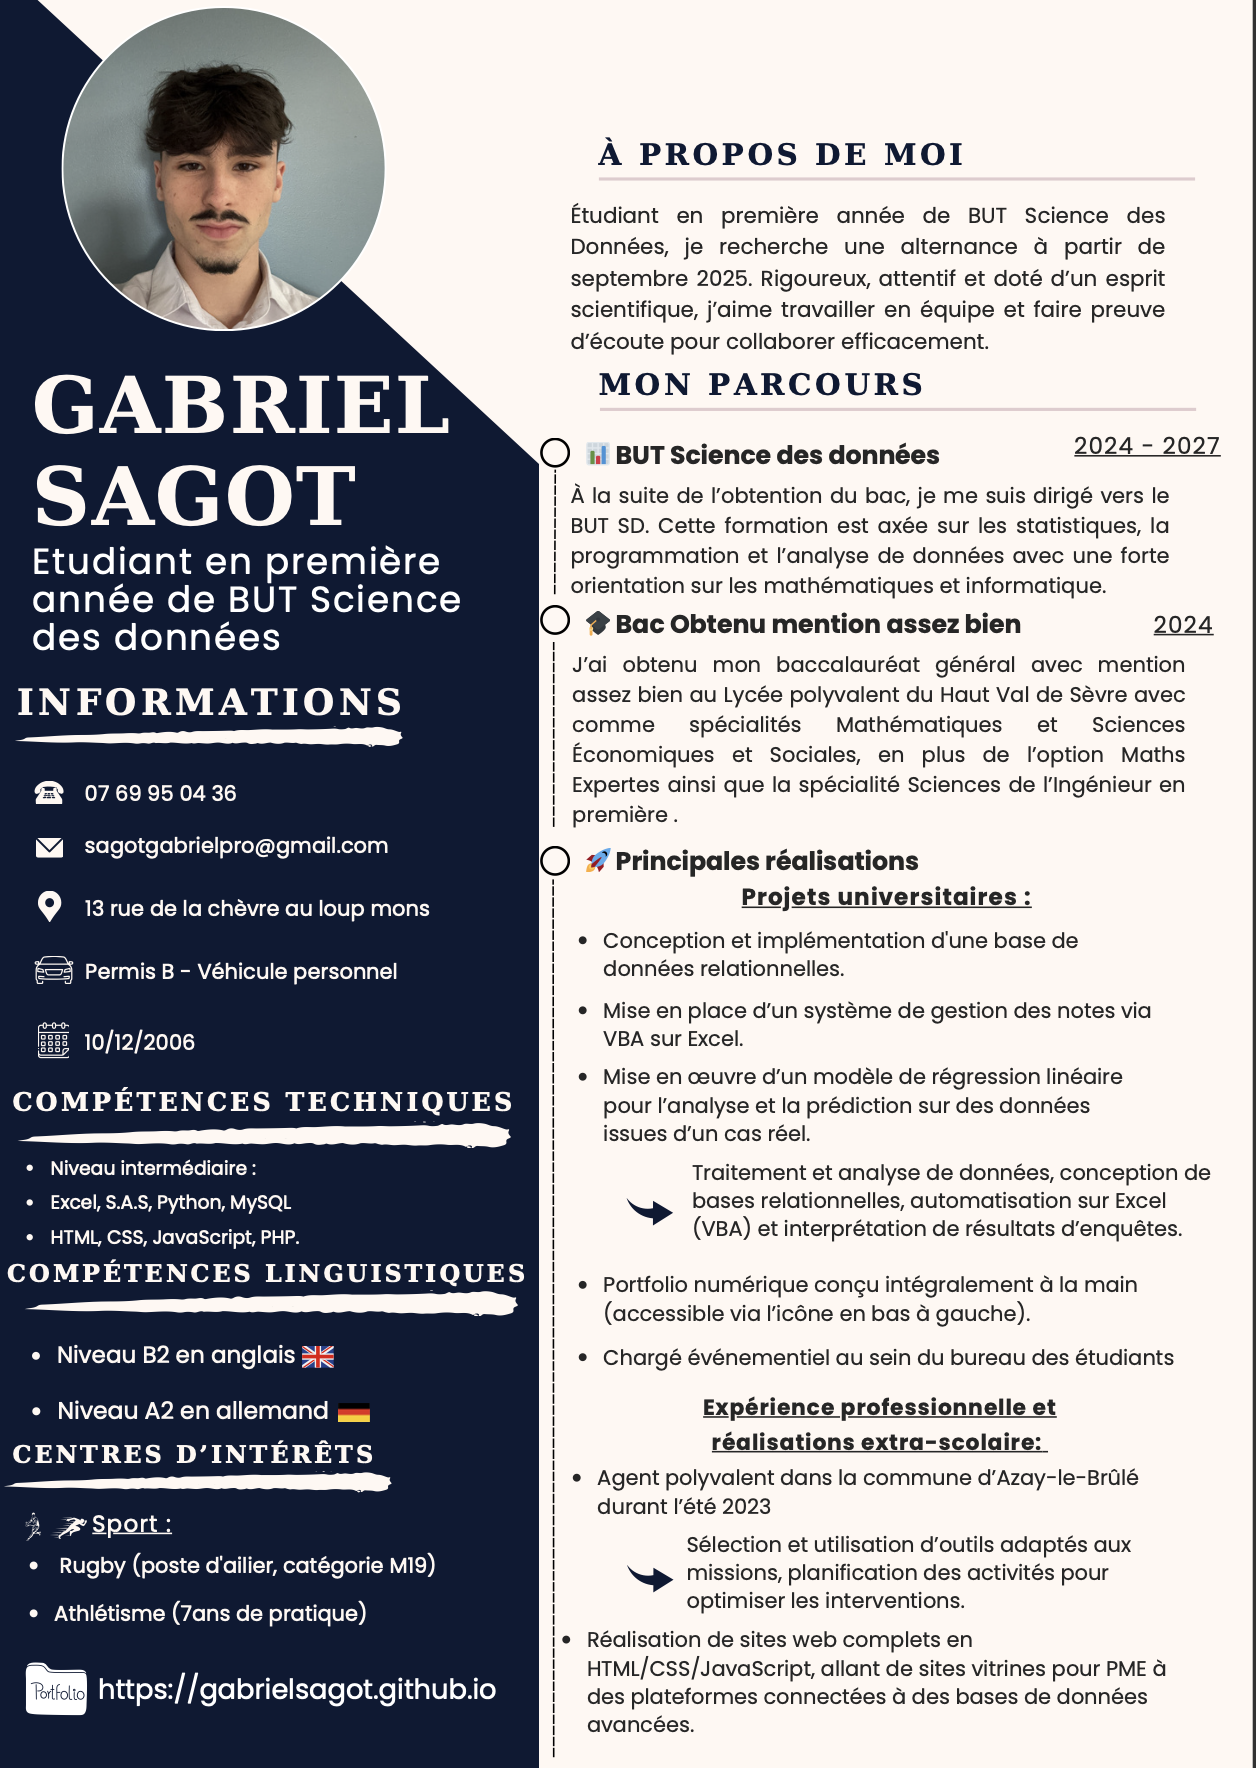 GABRIEL
SAGOT
Etudiant en première
année de BUT Science
des données
INFORMATIONS
07 69 95 04 36
sagotgabrielpro@gmail.com
13 rue de la chèvre au loup mons
Permis B - Véhicule personnel
10/12/2006
COMPÉTENCES TECHNIQUES
• Niveau intermédiaire :
• Excel, S.A.S, Python, MySQL
• HTML, CSS, JavaScript, PHP.
COMPÉTENCES LINGUISTIQUES
• Niveau B2 en anglais
• Niveau A2 en allemand
CENTRES D’INTÉRÊTS
Sport :
• Rugby (poste d'ailier, catégorie M19)
• Athlétisme (7ans de pratique)
Portfolio
https://gabrielsagot.github.io
À PROPOS DE MOI
Étudiant en première année de BUT Science des
Données, je recherche une alternance à partir de
septembre 2025. Rigoureux, attentif et doté d’un esprit
scientifique, j’aime travailler en équipe et faire preuve
d’écoute pour collaborer efficacement.
MON PARCOURS
BUT Science des données
2024 - 2027
À la suite de l’obtention du bac, je me suis dirigé vers le
BUT SD. Cette formation est axée sur les statistiques, la
programmation et l’analyse de données avec une forte
orientation sur les mathématiques et informatique.
Bac Obtenu mention assez bien
2024
J’ai obtenu mon baccalauréat général avec mention
assez bien au Lycée polyvalent du Haut Val de Sèvre avec
comme spécialités Mathématiques et Sciences
Économiques et Sociales, en plus de l’option Maths
Expertes ainsi que la spécialité Sciences de l’Ingénieur en
première .
Principales réalisations
Projets universitaires :
• Conception et implémentation d'une base de
données relationnelles.
• Mise en place d’un système de gestion des notes via
VBA sur Excel.
• Mise en œuvre d’un modèle de régression linéaire
pour l’analyse et la prédiction sur des données
issues d’un cas réel.
Traitement et analyse de données, conception de
bases relationnelles, automatisation sur Excel
(VBA) et interprétation de résultats d’enquêtes.
• Portfolio numérique conçu intégralement à la main
(accessible via l’icône en bas à gauche).
• Chargé événementiel au sein du bureau des étudiants
Expérience professionnelle et
réalisations extra-scolaire:
• Agent polyvalent dans la commune d’Azay-le-Brûlé
durant l’été 2023
Sélection et utilisation d’outils adaptés aux
missions, planification des activités pour
optimiser les interventions.
• Réalisation de sites web complets en
HTML/CSS/JavaScript, allant de sites vitrines pour PME à
des plateformes connectées à des bases de données
avancées.